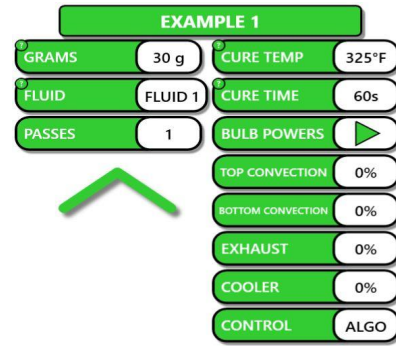 EXAMPLE 1
? GRAMS 30 g
? FLUID FLUID 1
PASSES 1
? CURE TEMP 325°F
? CURE TIME 60s
BULB POWERS
TOP CONVECTION 0%
BOTTOM CONVECTION 0%
EXHAUST 0%
COOLER 0%
CONTROL ALGO